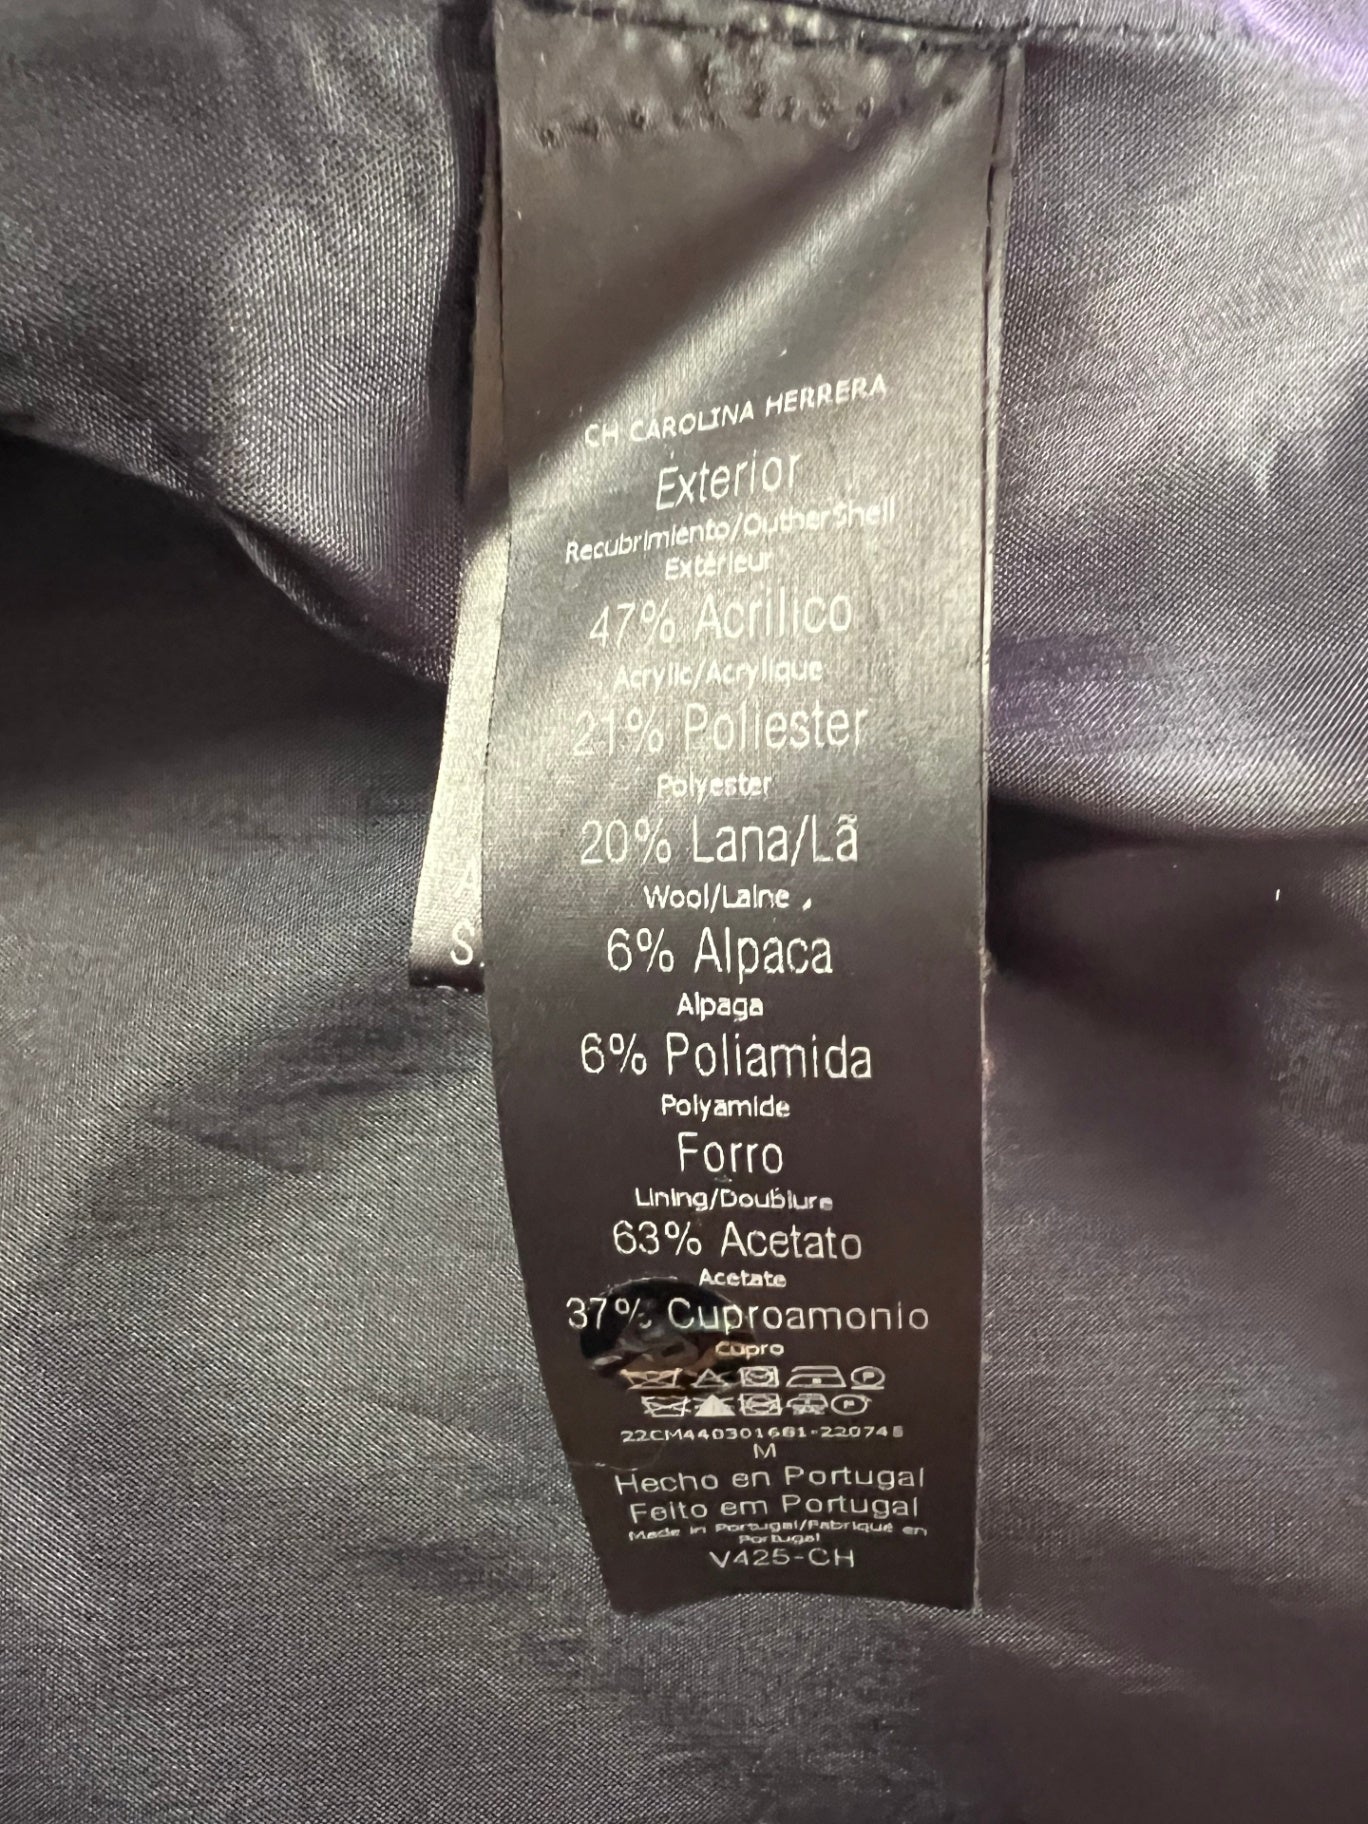 CH CAROLINA HERRERA
Exterior
Recubrimiento/OutherShell
Extérieur
47% Acrilico
Acrylic/Acrylique
21% Poliester
Polyester
20% Lana/Lã
Wool/Laine
6% Alpaca
Alpaga
6% Poliamida
Polyamide
Forro
Lining/Doublure
63% Acetato
Acetate
37% Cuproamonio
Cupro
M
Hecho en Portugal
Feito em Portugal
Made in Portugal/Fabriqué en
Portugal
V425-CH
S.